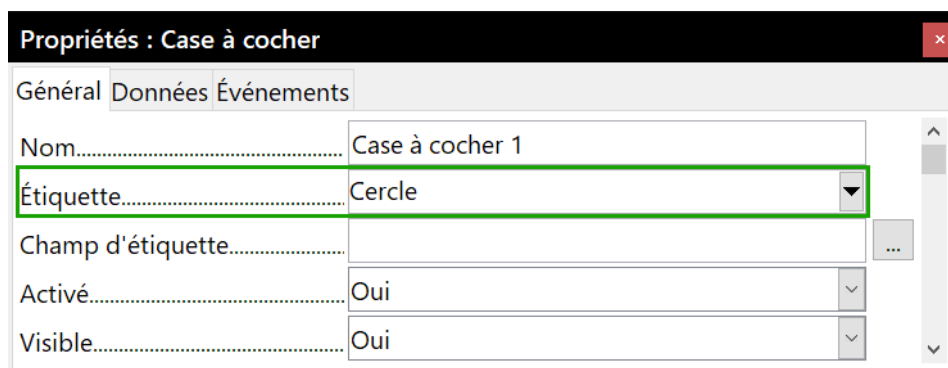 Propriétés : Case à cocher
×
Général Données Événements
Nom................................................ Case à cocher 1
Étiquette........................................ Cercle
Champ d'étiquette..................... ...
Activé.............................................. Oui
Visible............................................. Oui